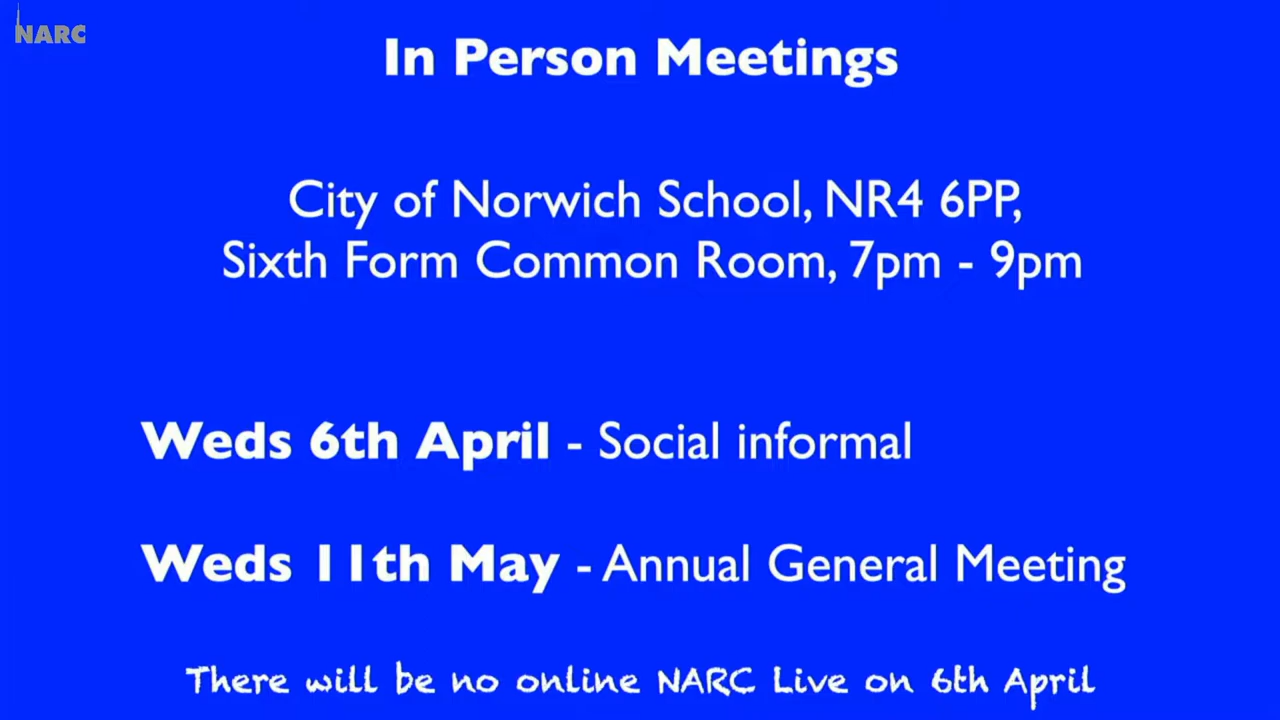 NARC
In Person Meetings
City of Norwich School, NR4 6PP,
Sixth Form Common Room, 7pm - 9pm
Weds 6th April - Social informal
Weds 11th May - Annual General Meeting
There will be no online NARC Live on 6th April